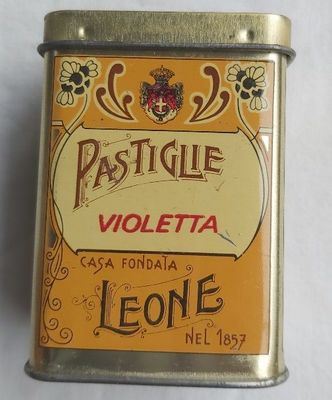 PASTIGLIE
VIOLETTA
CASA FONDATA
LEONE
NEL 1857